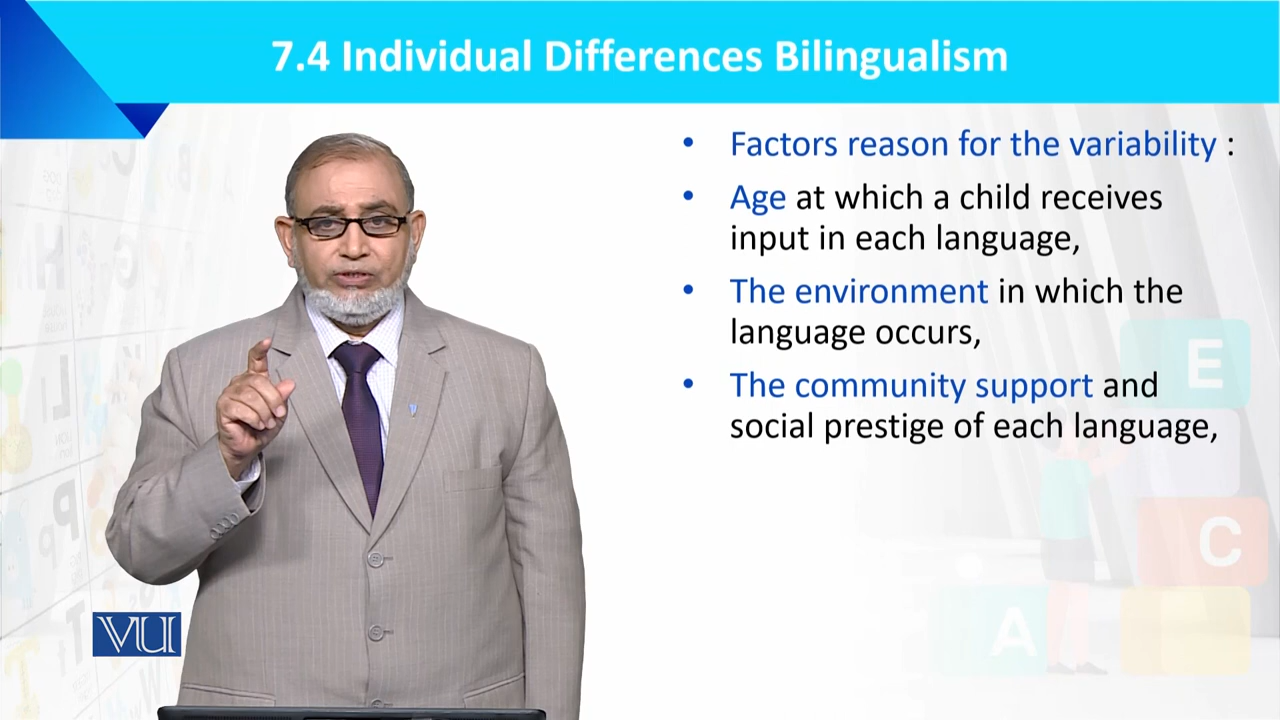 7.4 Individual Differences Bilingualism
• Factors reason for the variability :
• Age at which a child receives
input in each language,
• The environment in which the
language occurs,
• The community support and
social prestige of each language,
VU
E
C
A